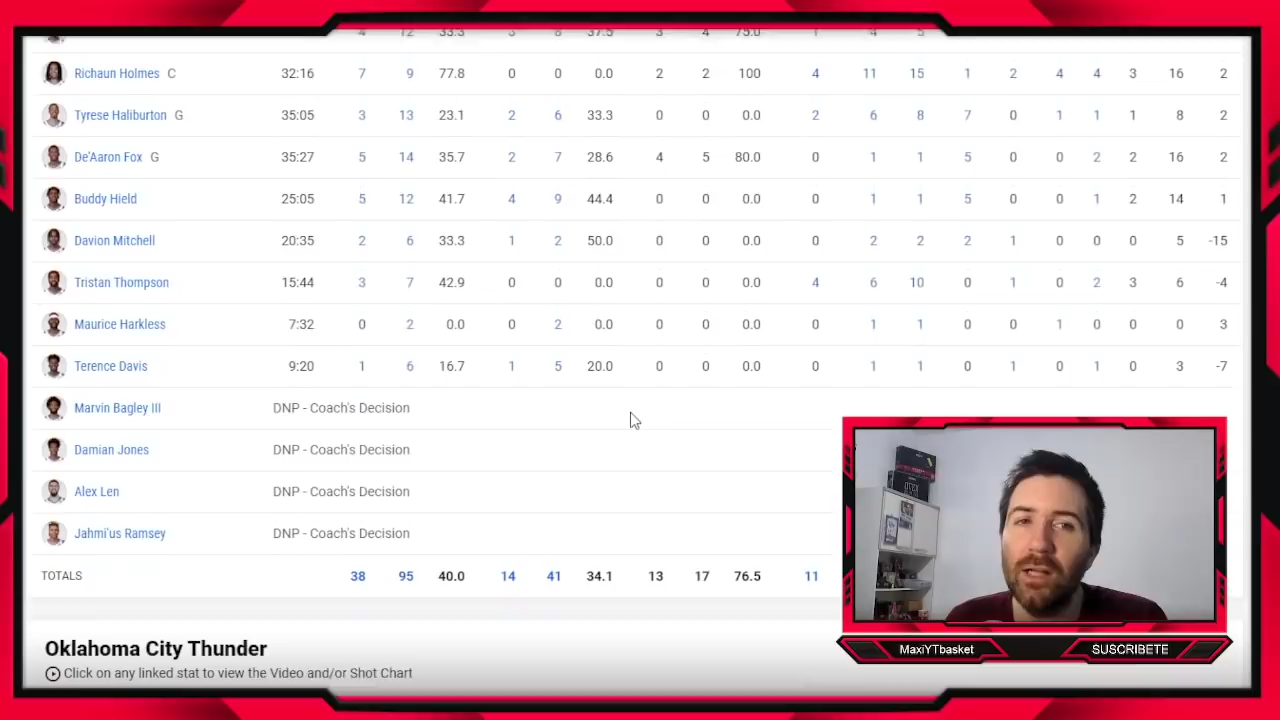 4 12 33.3 3 8 37.5 3 4 75.0 1 4 5
Richaun Holmes C 32:16 7 9 77.8 0 0 0.0 2 2 100 4 11 15 1 2 4 4 3 16 2
Tyrese Haliburton G 35:05 3 13 23.1 2 6 33.3 0 0 0.0 2 6 8 7 0 1 1 1 8 2
De'Aaron Fox G 35:27 5 14 35.7 2 7 28.6 4 5 80.0 0 1 1 5 0 0 2 2 16 2
Buddy Hield 25:05 5 12 41.7 4 9 44.4 0 0 0.0 0 1 1 5 0 0 1 2 14 1
Davion Mitchell 20:35 2 6 33.3 1 2 50.0 0 0 0.0 0 2 2 2 1 0 0 0 5 -15
Tristan Thompson 15:44 3 7 42.9 0 0 0.0 0 0 0.0 4 6 10 0 1 0 2 3 6 -4
Maurice Harkless 7:32 0 2 0.0 0 2 0.0 0 0 0.0 0 1 1 0 0 1 0 0 0 3
Terence Davis 9:20 1 6 16.7 1 5 20.0 0 0 0.0 0 1 1 0 1 0 1 0 3 -7
Marvin Bagley III DNP - Coach's Decision
Damian Jones DNP - Coach's Decision
Alex Len DNP - Coach's Decision
Jahmi'us Ramsey DNP - Coach's Decision
TOTALS 38 95 40.0 14 41 34.1 13 17 76.5 11
Oklahoma City Thunder
Click on any linked stat to view the Video and/or Shot Chart
MaxiYTbasket
SUSCRIBETE